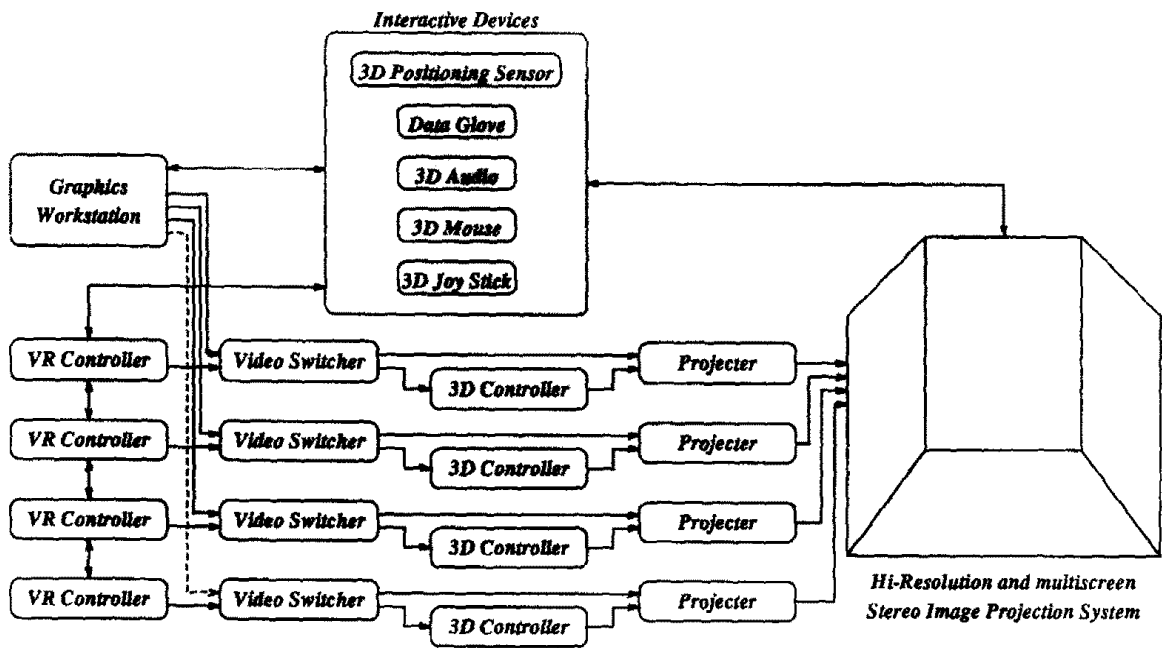 Interactive Devices
3D Positioning Sensor
Data Glove
3D Audio
3D Mouse
3D Joy Stick
Graphics
Workstation
VR Controller
Video Switcher
3D Controller
Projecter
VR Controller
Video Switcher
3D Controller
Projecter
VR Controller
Video Switcher
3D Controller
Projecter
VR Controller
Video Switcher
3D Controller
Projecter
Hi-Resolution and multiscreen
Stereo Image Projection System